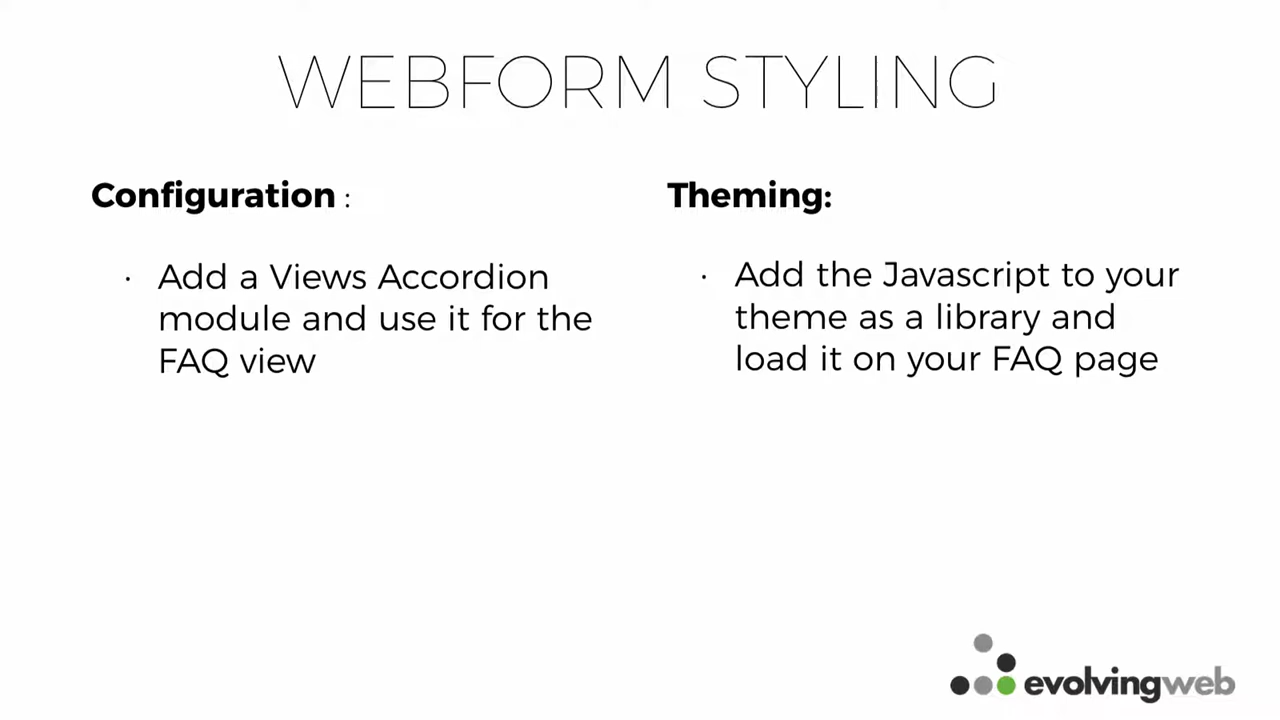 WEBFORM STYLING
Configuration :
· Add a Views Accordion
module and use it for the
FAQ view
Theming:
· Add the Javascript to your
theme as a library and
load it on your FAQ page
evolvingweb